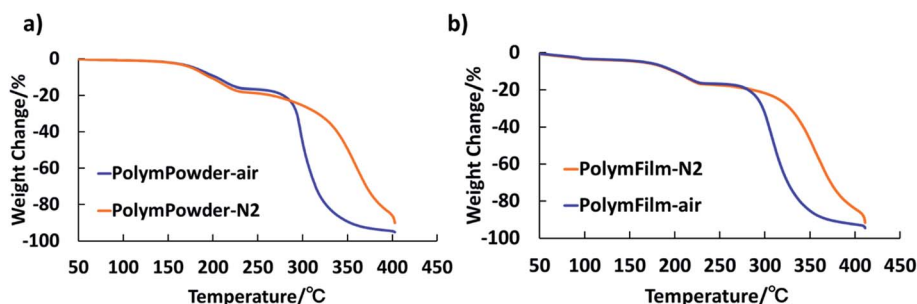 a)
0
-20
-40
-60
-80
-100
Weight Change/%
PolymPowder-air
PolymPowder-N2
50 100 150 200 250 300 350 400 450
Temperature/℃
b)
0
-20
-40
-60
-80
-100
Weight Change/%
PolymFilm-N2
PolymFilm-air
50 100 150 200 250 300 350 400 450
Temperature/℃